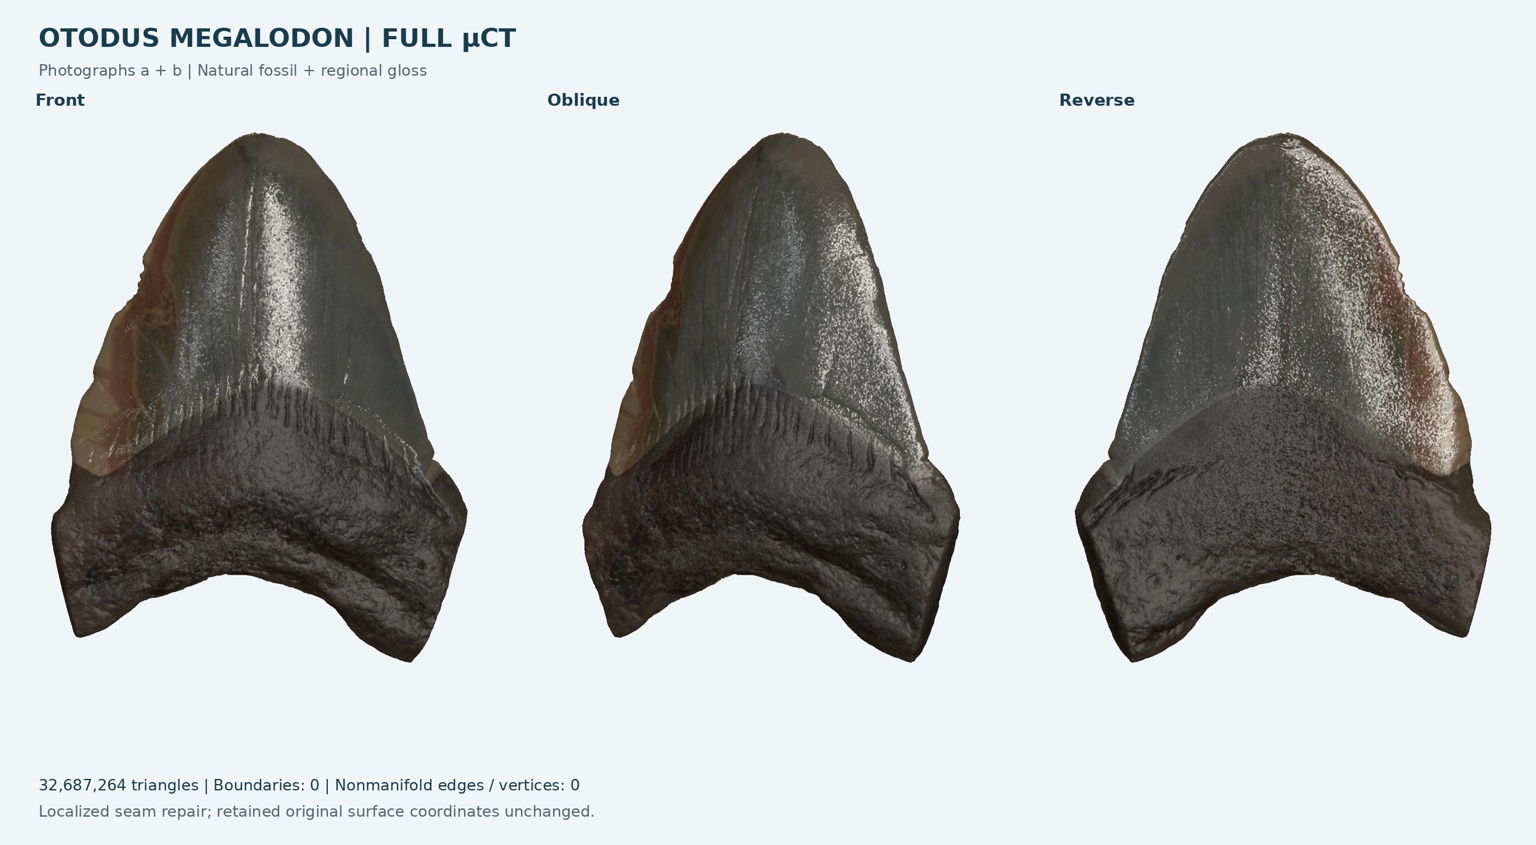 OTODUS MEGALODON | FULL µCT
Photographs a + b | Natural fossil + regional gloss
Front
Oblique
Reverse
32,687,264 triangles | Boundaries: 0 | Nonmanifold edges / vertices: 0
Localized seam repair; retained original surface coordinates unchanged.